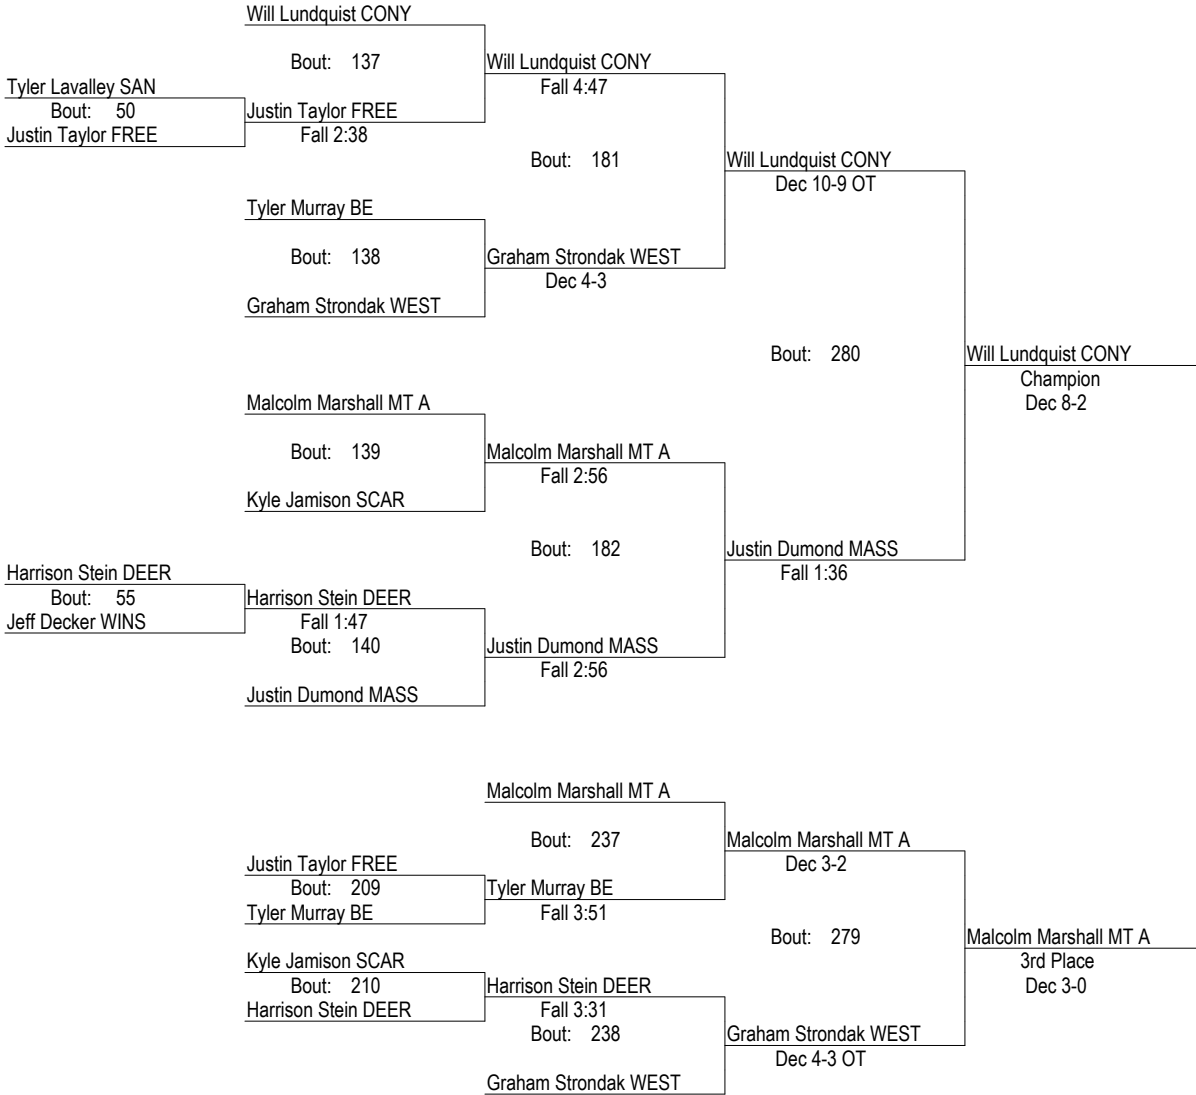 Will Lundquist CONY
Bout: 137
Will Lundquist CONY
Tyler Lavalley SAN
Fall 4:47
Bout: 50
Justin Taylor FREE
Justin Taylor FREE
Fall 2:38
Bout: 181
Will Lundquist CONY
Dec 10-9 OT
Tyler Murray BE
Bout: 138
Graham Strondak WEST
Dec 4-3
Graham Strondak WEST
Bout: 280
Will Lundquist CONY
Champion
Dec 8-2
Malcolm Marshall MT A
Bout: 139
Malcolm Marshall MT A
Fall 2:56
Kyle Jamison SCAR
Bout: 182
Justin Dumond MASS
Fall 1:36
Harrison Stein DEER
Bout: 55
Jeff Decker WINS
Harrison Stein DEER
Fall 1:47
Bout: 140
Justin Dumond MASS
Fall 2:56
Justin Dumond MASS
Malcolm Marshall MT A
Bout: 237
Malcolm Marshall MT A
Dec 3-2
Justin Taylor FREE
Bout: 209
Tyler Murray BE
Tyler Murray BE
Fall 3:51
Bout: 279
Malcolm Marshall MT A
3rd Place
Dec 3-0
Kyle Jamison SCAR
Bout: 210
Harrison Stein DEER
Harrison Stein DEER
Fall 3:31
Bout: 238
Graham Strondak WEST
Dec 4-3 OT
Graham Strondak WEST